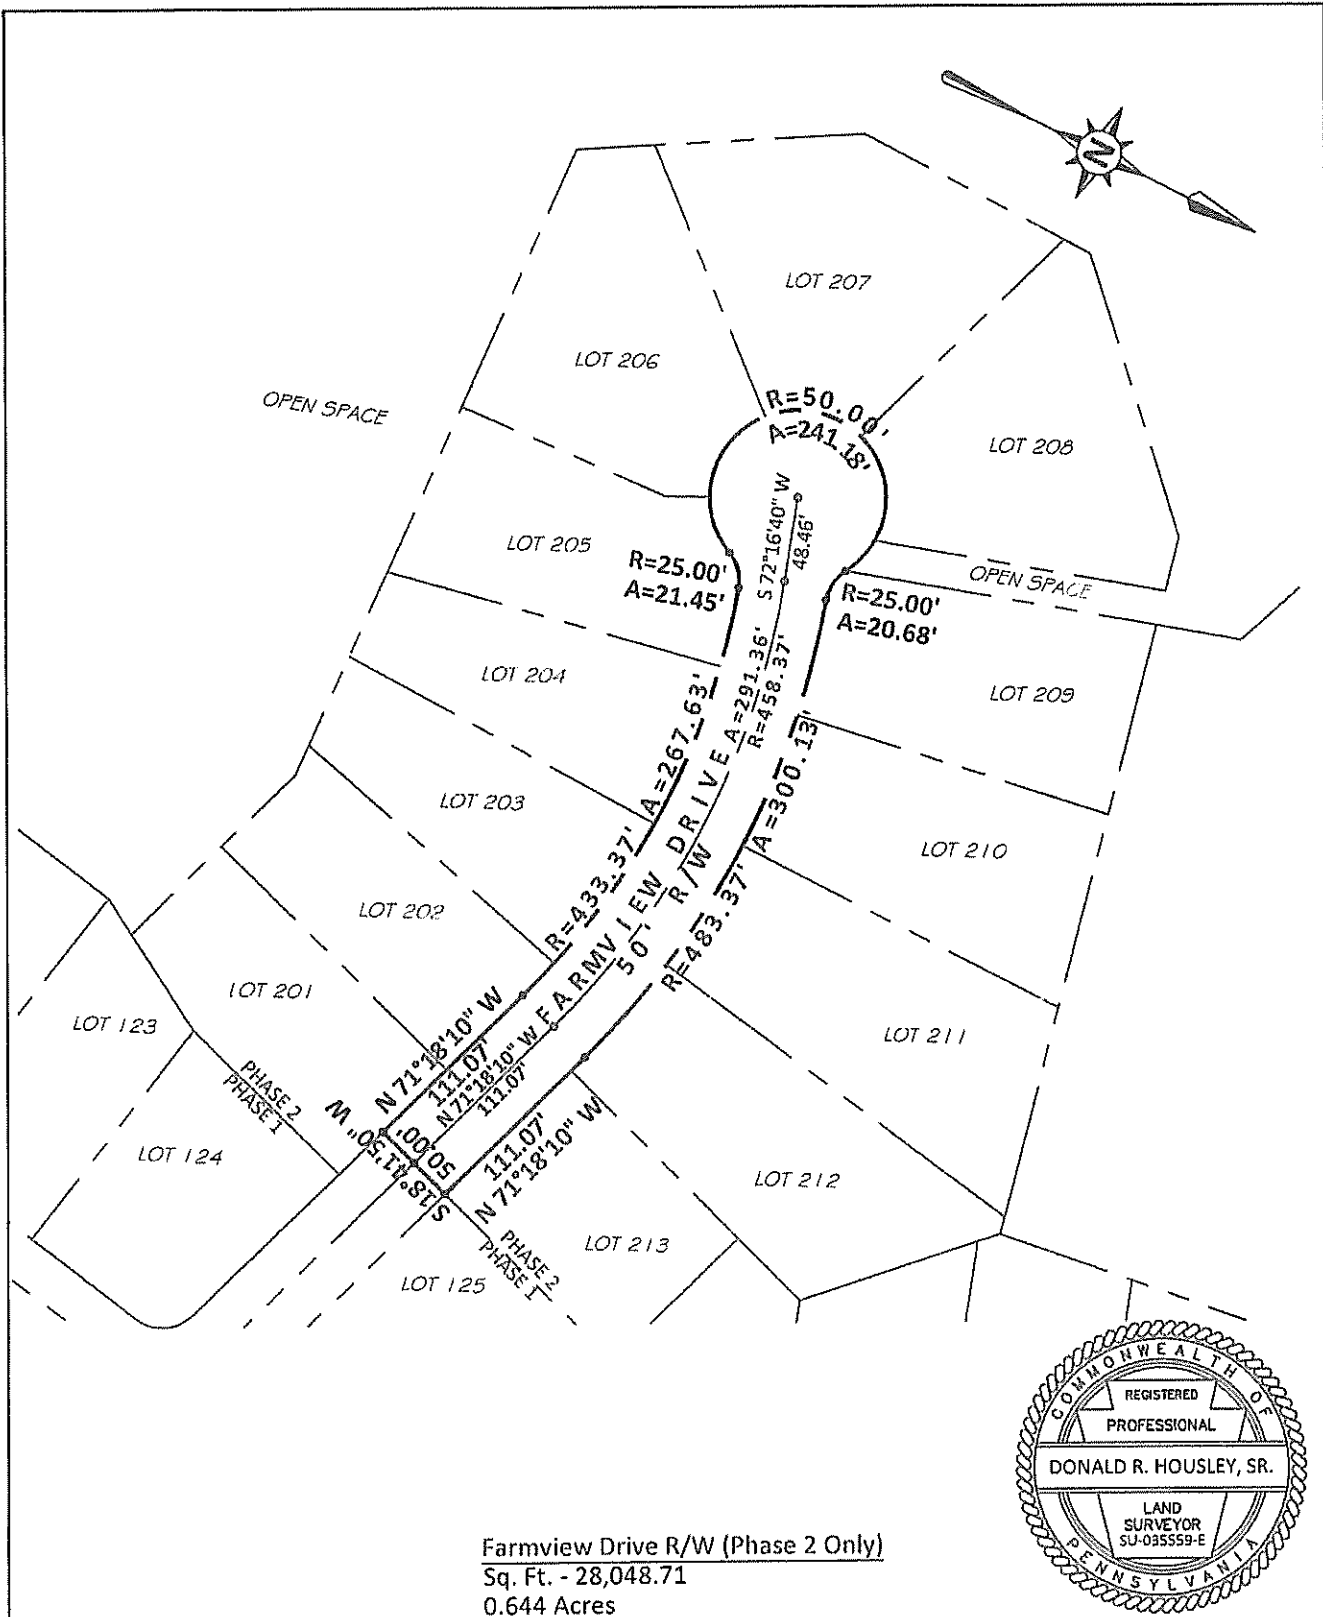 N
LOT 207
LOT 206
OPEN SPACE
R=50.00'
A=241.18'
LOT 208
S 72°16'40" W
48.46'
LOT 205
R=25.00'
A=21.45'
OPEN SPACE
R=25.00'
A=20.68'
LOT 204
LOT 209
R=433.37' A=267.63'
FARMVIEW DRIVE A=291.36'
50' R/W R=458.37'
R=483.37' A=300.13'
LOT 203
LOT 210
LOT 202
LOT 201
LOT 211
LOT 123
N 71°18'10" W
111.07'
N 71°18'10" W
111.07'
PHASE 2
PHASE 1
S 18°41'50" W
50.00'
111.07'
N 71°18'10" W
LOT 124
LOT 212
LOT 213
PHASE 2
PHASE 1
LOT 125
COMMONWEALTH OF
REGISTERED
PROFESSIONAL
DONALD R. HOUSLEY, SR.
LAND
SURVEYOR
SU-035559-E
PENNSYLVANIA
Farmview Drive R/W (Phase 2 Only)
Sq. Ft. - 28,048.71
0.644 Acres